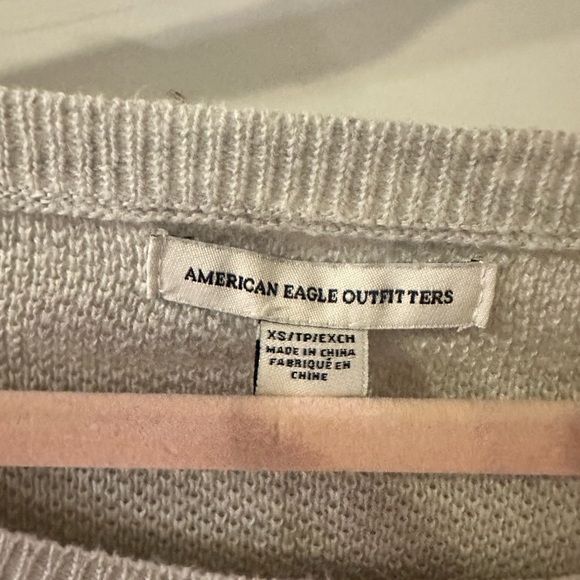 AMERICAN EAGLE OUTFITTERS
XS/TP/EXCH
MADE IN CHINA
FABRIQUÉ EN
CHINE